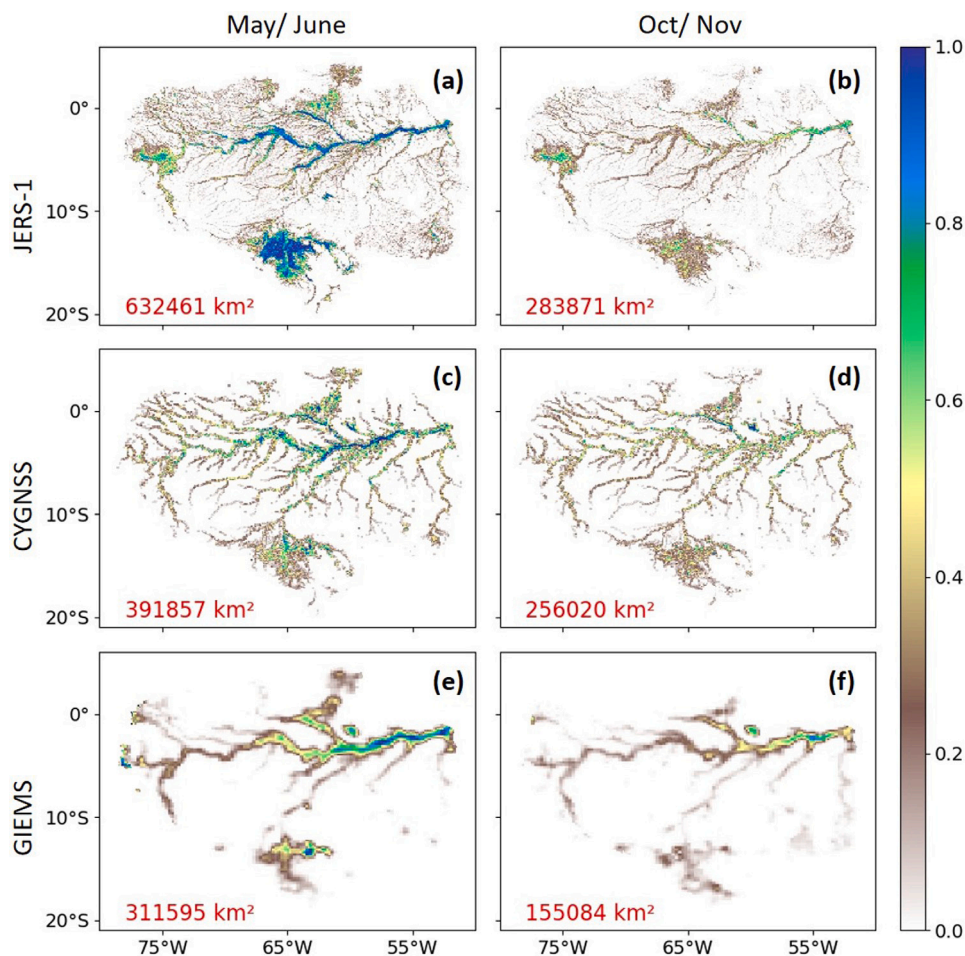 May/ June
Oct/ Nov
(a)
(b)
1.0
0°
10°S
20°S
JERS-1
632461 km²
283871 km²
0.8
(c)
(d)
0°
10°S
20°S
CYGNSS
391857 km²
256020 km²
0.6
0.4
(e)
(f)
0°
10°S
20°S
GIEMS
311595 km²
155084 km²
0.2
0.0
75°W
65°W
55°W
75°W
65°W
55°W